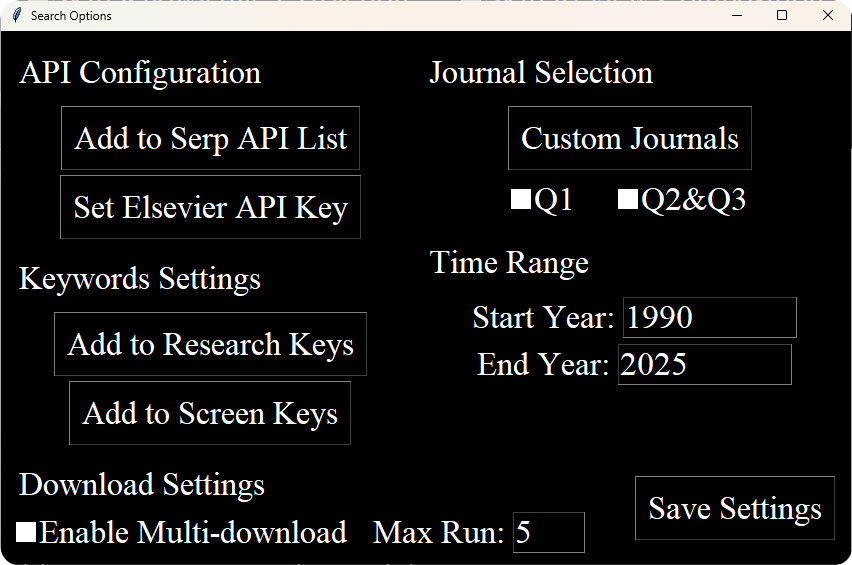 Search Options
API Configuration
Add to Serp API List
Set Elsevier API Key
Keywords Settings
Add to Research Keys
Add to Screen Keys
Download Settings
Enable Multi-download Max Run: 5
Journal Selection
Custom Journals
Q1 Q2&Q3
Time Range
Start Year: 1990
End Year: 2025
Save Settings